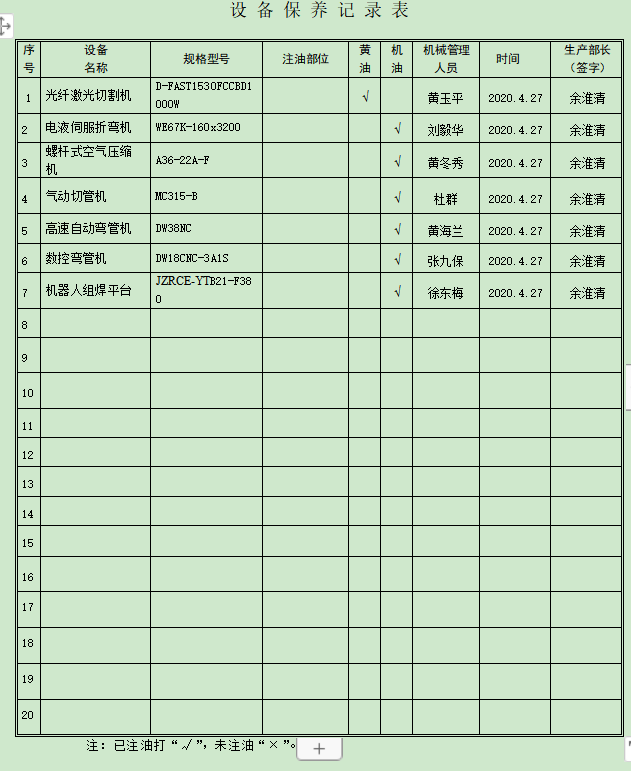 设备保养记录表
序号 设备名称 规格型号 注油部位 黄油 机油 机械管理人员 时间 生产部长（签字）
1 光纤激光切割机 D-FAST1530FCCBD1000W √ 黄玉平 2020.4.27 余淮清
2 电液伺服折弯机 WE67K-160x3200 √ 刘毅华 2020.4.27 余淮清
3 螺杆式空气压缩机 A36-22A-F √ 黄冬秀 2020.4.27 余淮清
4 气动切管机 MC315-B √ 杜群 2020.4.27 余淮清
5 高速自动弯管机 DW38NC √ 黄海兰 2020.4.27 余淮清
6 数控弯管机 DW18CNC-3A1S √ 张九保 2020.4.27 余淮清
7 机器人组焊平台 JZRCE-YTB21-F380 √ 徐东梅 2020.4.27 余淮清
8
9
10
11
12
13
14
15
16
17
18
19
20
注：已注油打“√”，未注油“×”。